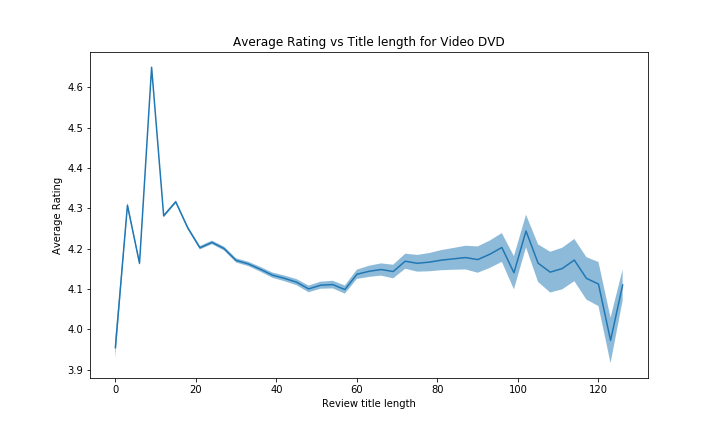 Average Rating vs Title length for Video DVD
4.6
4.5
4.4
4.3
4.2
4.1
4.0
3.9
Average Rating
0 20 40 60 80 100 120
Review title length